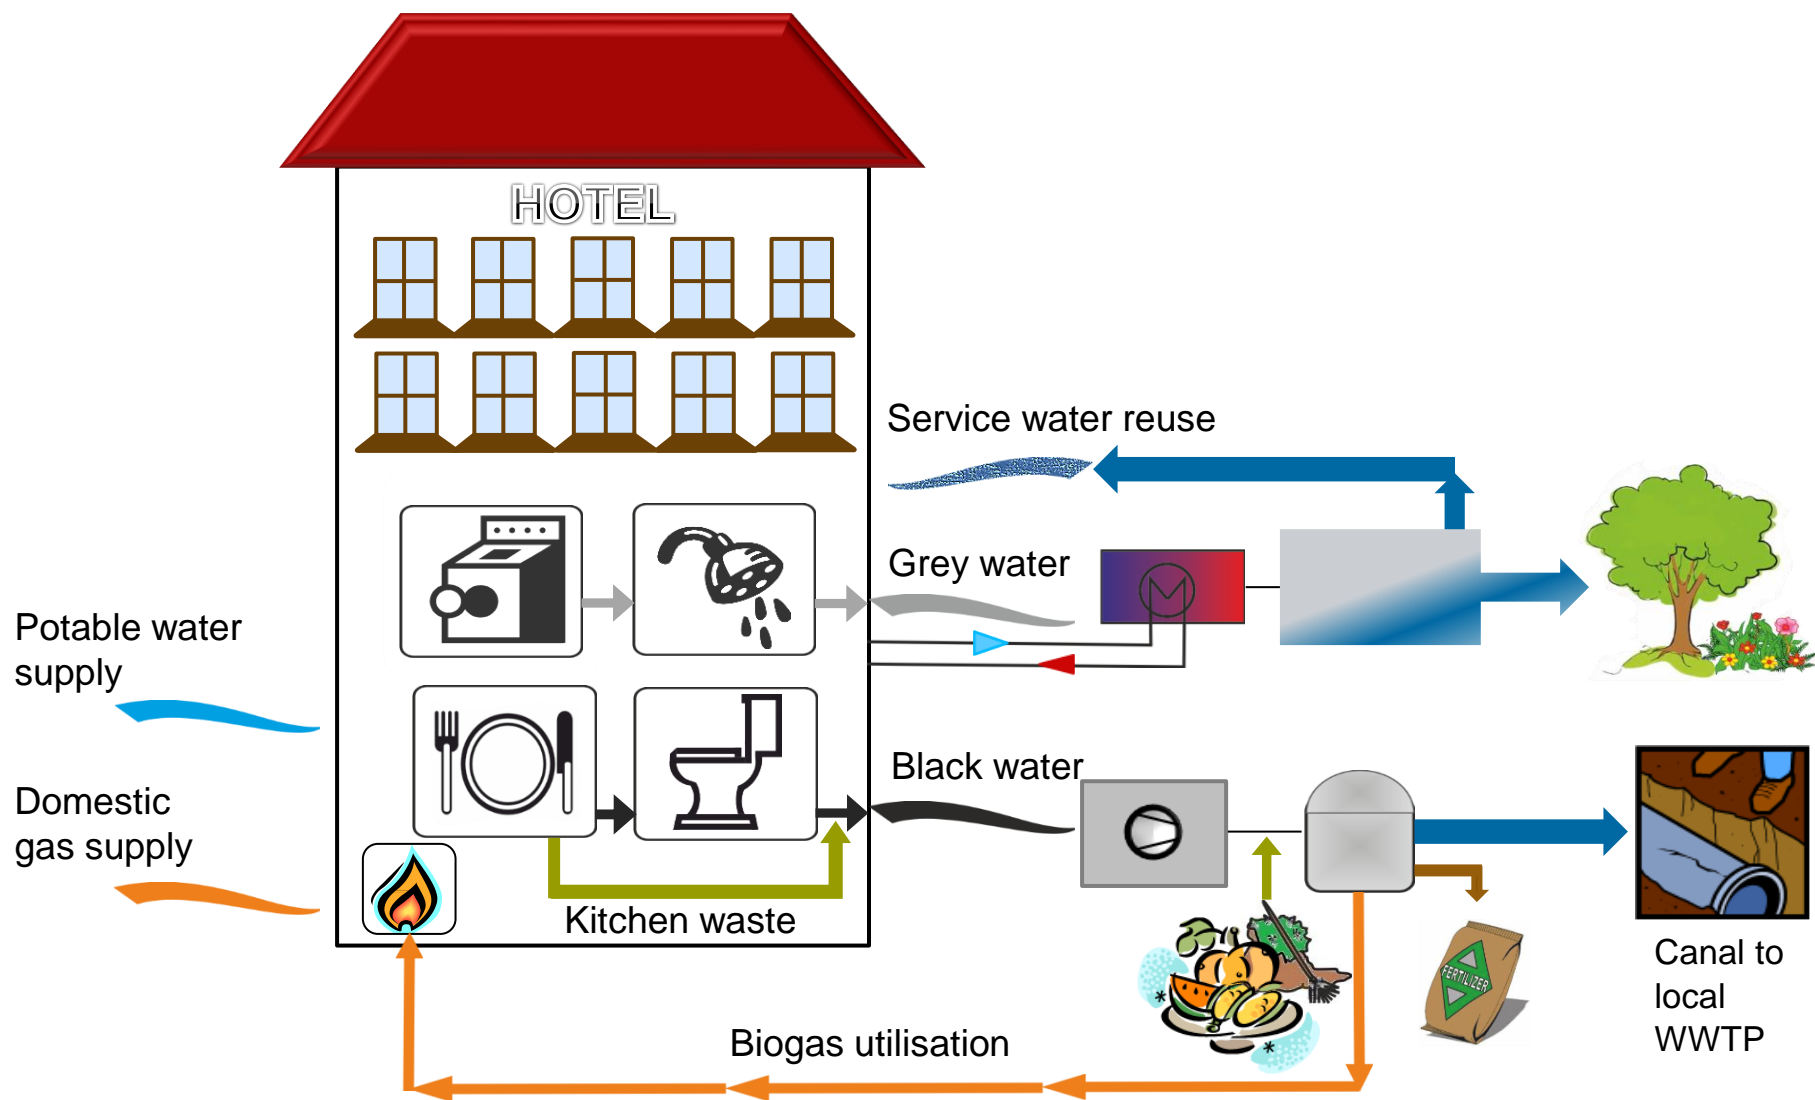 HOTEL
Service water reuse
Grey water
Potable water
supply
Black water
Domestic
gas supply
Kitchen waste
FERTILIZER
Canal to
local
WWTP
Biogas utilisation